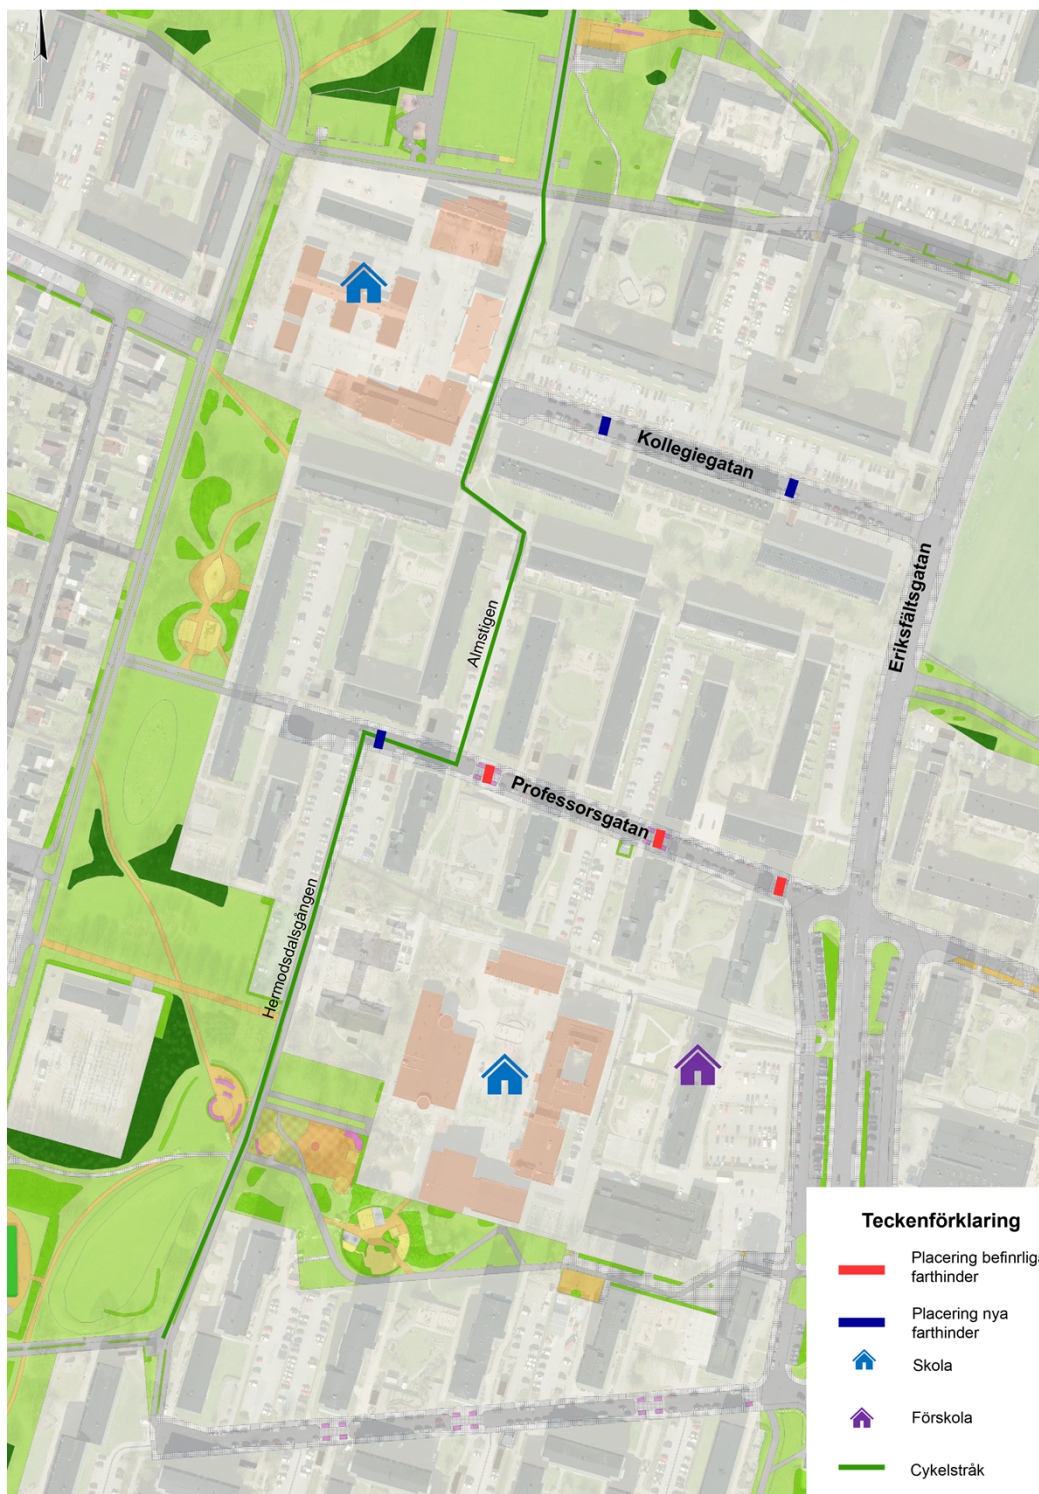 Kollegiegatan
Eriksfältsgatan
Almstigen
Professorsgatan
Hermodsdalsgången
Teckenförklaring
Placering befinrliga
farthinder
Placering nya
farthinder
Skola
Förskola
Cykelstråk